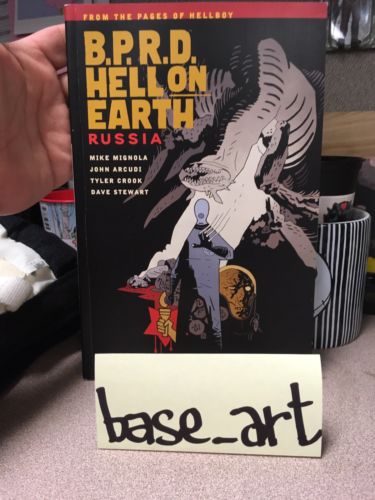 FROM THE PAGES OF HELLBOY
B.P.R.D.
HELL ON
EARTH
RUSSIA
MIKE MIGNOLA
JOHN ARCUDI
TYLER CROOK
DAVE STEWART
base_art